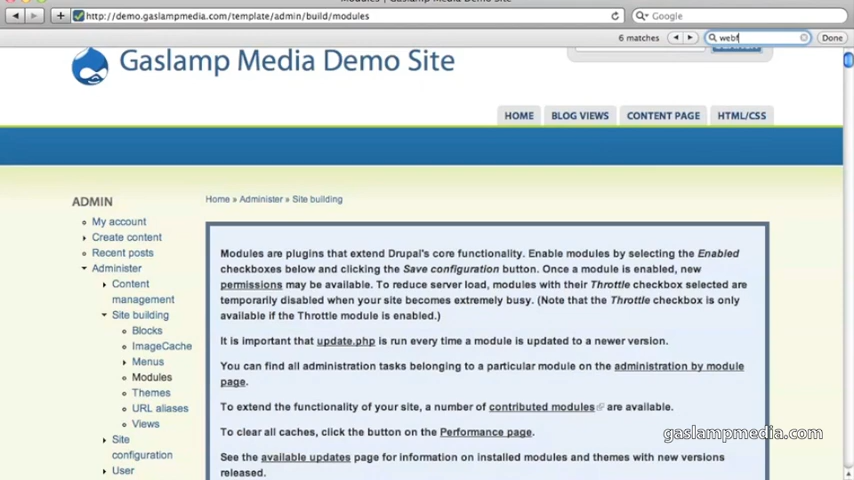 Modules | Gaslamp Media Demo Site
http://demo.gaslampmedia.com/template/admin/build/modules
Google
6 matches
webf
Done
Gaslamp Media Demo Site
HOME
BLOG VIEWS
CONTENT PAGE
HTML/CSS
ADMIN
My account
Create content
Recent posts
Administer
Content
management
Site building
Blocks
ImageCache
Menus
Modules
Themes
URL aliases
Views
Site
configuration
User
Home » Administer » Site building
Modules are plugins that extend Drupal's core functionality. Enable modules by selecting the Enabled
checkboxes below and clicking the Save configuration button. Once a module is enabled, new
permissions may be available. To reduce server load, modules with their Throttle checkbox selected are
temporarily disabled when your site becomes extremely busy. (Note that the Throttle checkbox is only
available if the Throttle module is enabled.)
It is important that update.php is run every time a module is updated to a newer version.
You can find all administration tasks belonging to a particular module on the administration by module
page.
To extend the functionality of your site, a number of contributed modules are available.
To clear all caches, click the button on the Performance page.
See the available updates page for information on installed modules and themes with new versions
released.
gaslampmedia.com